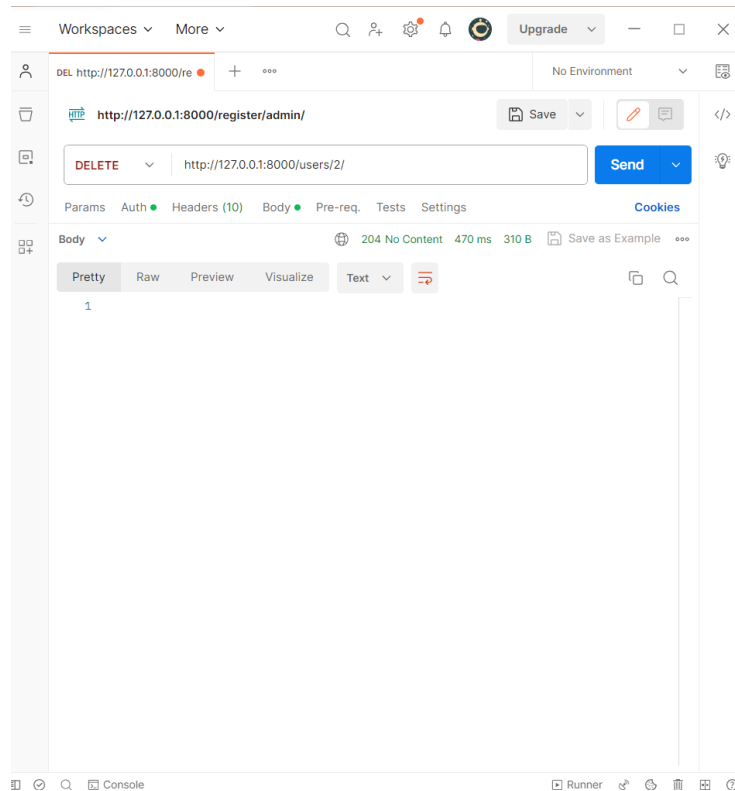 Workspaces More Upgrade
DEL http://127.0.0.1:8000/re No Environment
HTTP http://127.0.0.1:8000/register/admin/ Save
DELETE http://127.0.0.1:8000/users/2/ Send
Params Auth Headers (10) Body Pre-req. Tests Settings Cookies
Body 204 No Content 470 ms 310 B Save as Example
Pretty Raw Preview Visualize Text
1
Console Runner